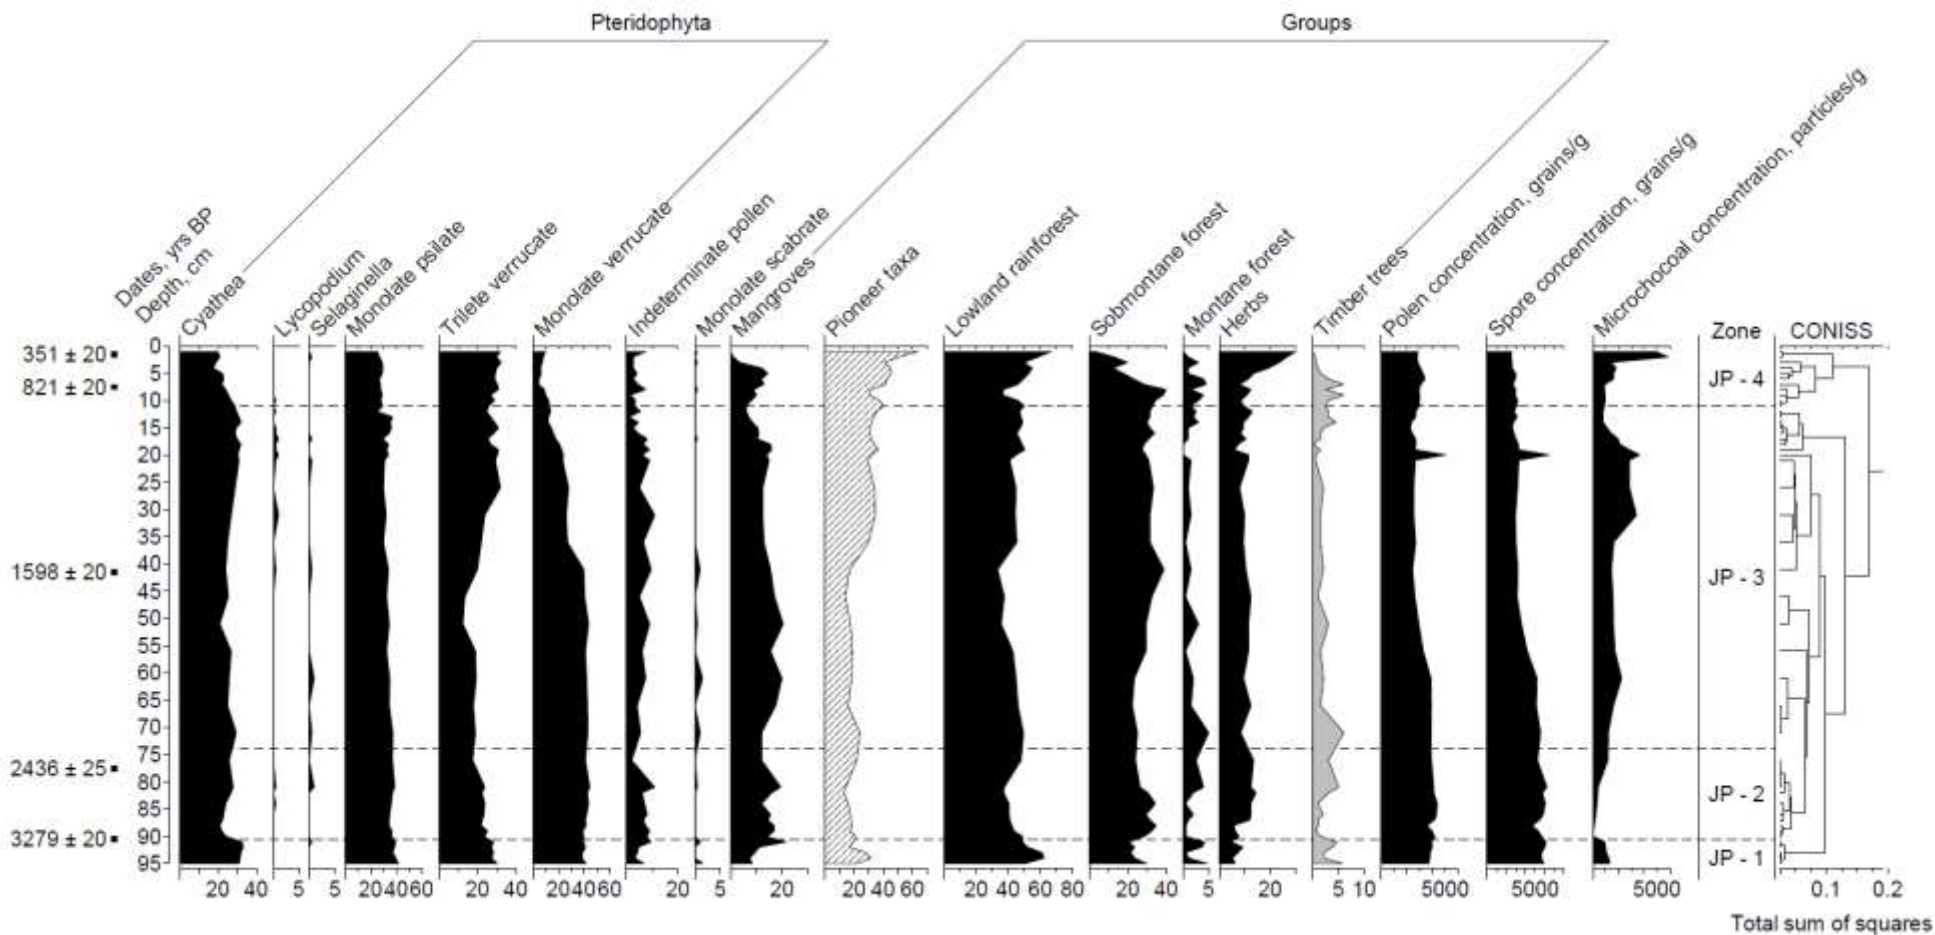 Pteridophyta
Groups
Dates, yrs BP
Depth, cm
Cyathea
Lycopodium
Selaginella
Monolate psilate
Trilete verrucate
Monolate verrucate
Indeterminate pollen
Monolate scabrate
Mangroves
Pioneer taxa
Lowland rainforest
Sobmontane forest
Montane forest
Herbs
Timber trees
Polen concentration, grains/g
Spore concentration, grains/g
Microchocoal concentration, particles/g
Zone
CONISS
0
351 ± 20
5
JP - 4
821 ± 20
10
15
20
25
30
35
40
1598 ± 20
JP - 3
45
50
55
60
65
70
75
2436 ± 25
80
JP - 2
85
90
3279 ± 20
95
JP - 1
20 40 5 5 20 40 60 20 40 20 40 60 20 5 20 20 40 60 20 40 60 80 20 40 5 20 5 10 5000 5000 5000 0.1 0.2
Total sum of squares